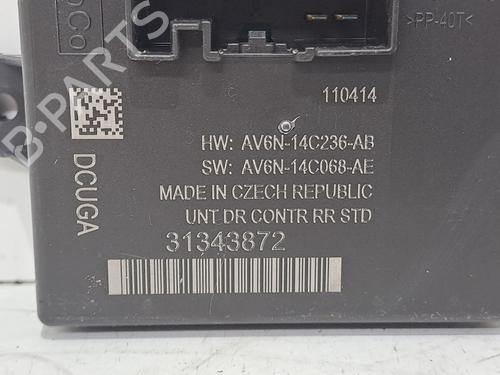 >PP-40T<
110414
HW: AV6N-14C236-AB
SW: AV6N-14C068-AE
MADE IN CZECH REPUBLIC
UNT DR CONTR RR STD
31343872
DCUGA
B-PARTS